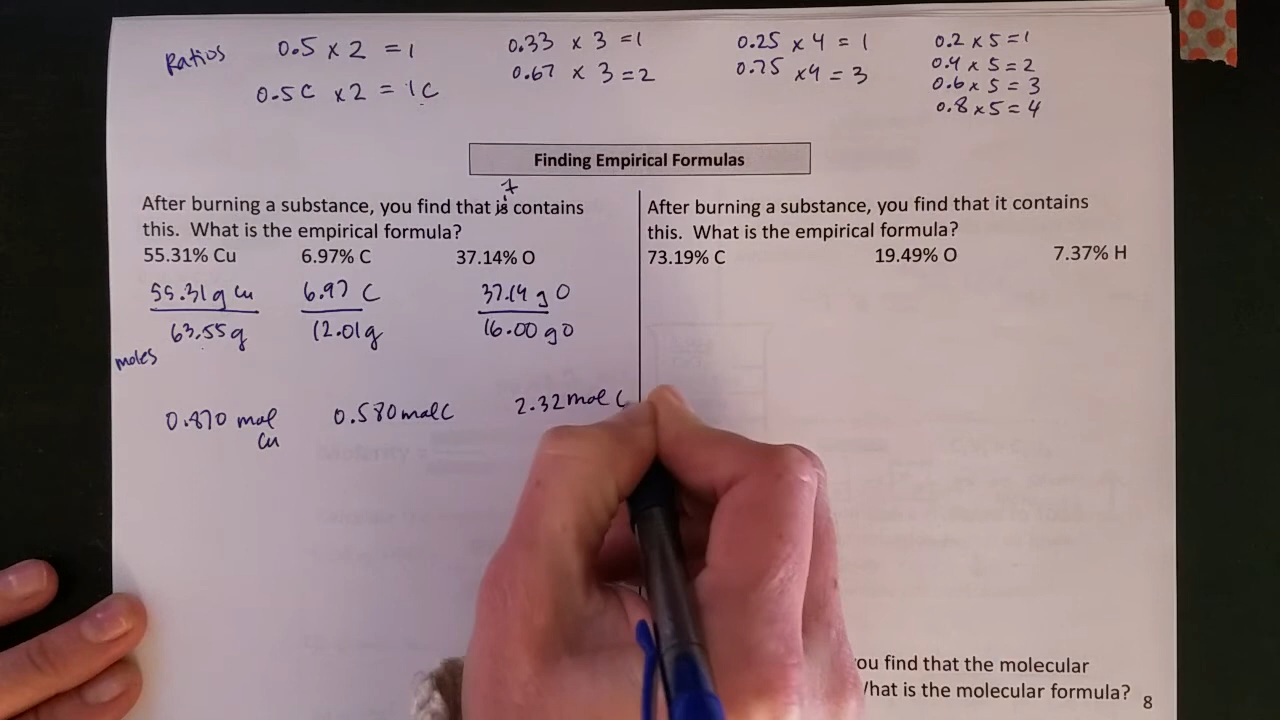 Ratios
0.5 x 2 = 1
0.5C x 2 = 1C
0.33 x 3 = 1
0.67 x 3 = 2
0.25 x 4 = 1
0.75 x 4 = 3
0.2 x 5 = 1
0.4 x 5 = 2
0.6 x 5 = 3
0.8 x 5 = 4
Finding Empirical Formulas
After burning a substance, you find that is contains
this. What is the empirical formula?
55.31% Cu 6.97% C 37.14% O
55.31g Cu 6.97 C 37.14 g O
63.55g 12.01g 16.00 g O
moles
0.870 mol Cu
0.580 mol C
2.32 mol
After burning a substance, you find that it contains
this. What is the empirical formula?
73.19% C 19.49% O 7.37% H
you find that the molecular
What is the molecular formula?
8